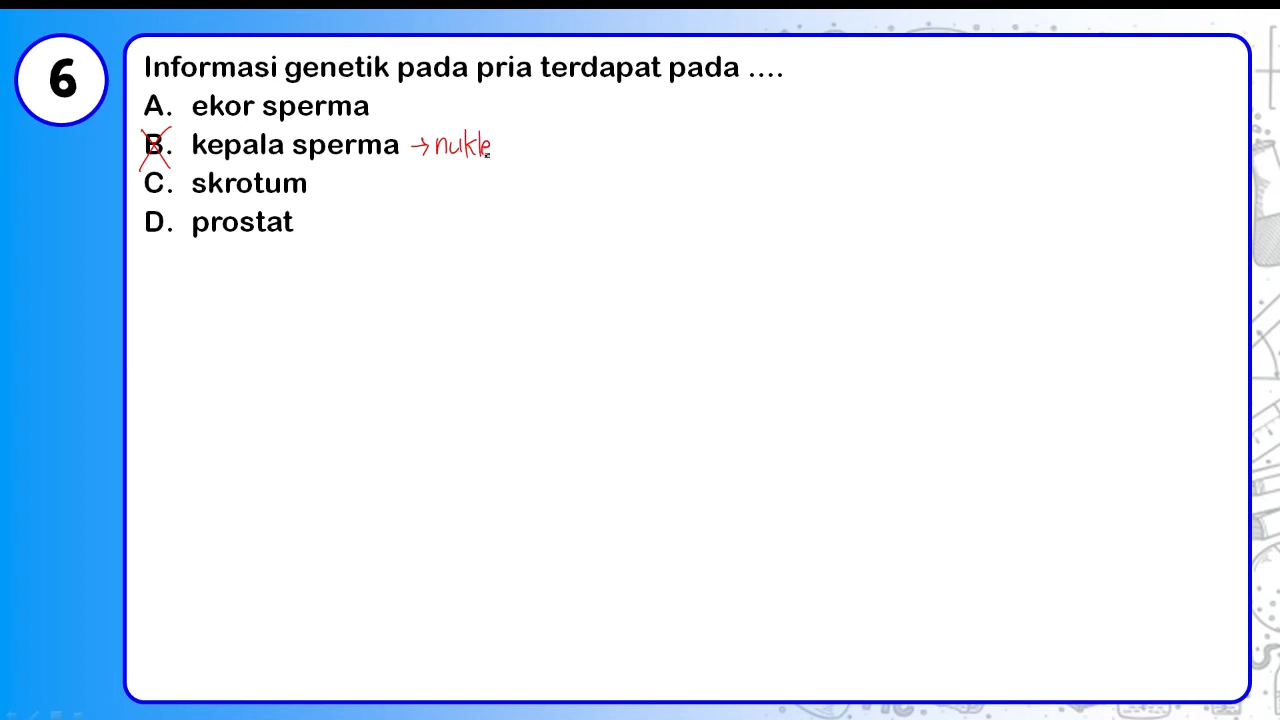 6
Informasi genetik pada pria terdapat pada ....
A. ekor sperma
B. kepala sperma → nukle
C. skrotum
D. prostat